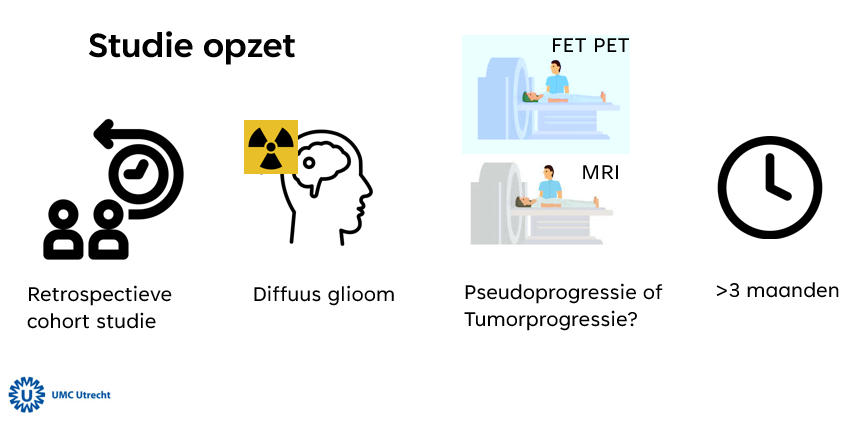 Studie opzet
FET PET
MRI
Retrospectieve
cohort studie
Diffuus glioom
Pseudoprogressie of
Tumorprogressie?
>3 maanden
U
UMC Utrecht